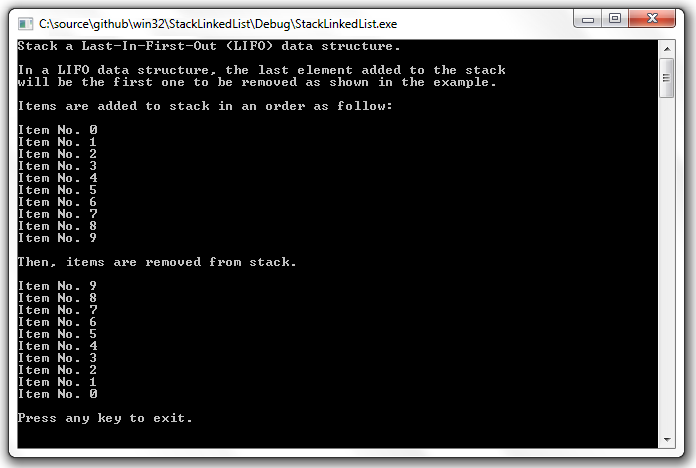 C:\source\github\win32\StackLinkedList\Debug\StackLinkedList.exe
Stack a Last-In-First-Out (LIFO) data structure.
In a LIFO data structure, the last element added to the stack
will be the first one to be removed as shown in the example.
Items are added to stack in an order as follow:
Item No. 0
Item No. 1
Item No. 2
Item No. 3
Item No. 4
Item No. 5
Item No. 6
Item No. 7
Item No. 8
Item No. 9
Then, items are removed from stack.
Item No. 9
Item No. 8
Item No. 7
Item No. 6
Item No. 5
Item No. 4
Item No. 3
Item No. 2
Item No. 1
Item No. 0
Press any key to exit.